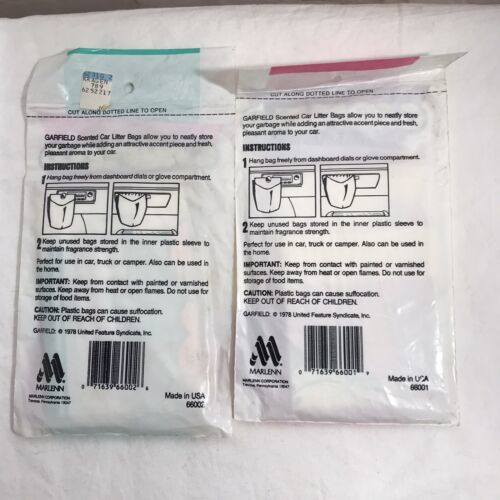 CUT ALONG DOTTED LINE TO OPEN
GARFIELD Scented Car Litter Bags allow you to neatly store
your garbage while adding an attractive accent piece and fresh,
pleasant aroma to your car.
INSTRUCTIONS
1 Hang bag freely from dashboard dials or glove compartment.
2 Keep unused bags stored in the inner plastic sleeve to
maintain fragrance strength.
Perfect for use in car, truck or camper. Also can be used in
the home.
IMPORTANT: Keep from contact with painted or varnished
surfaces. Keep away from heat or open flames. Do not use for
storage of food items.
CAUTION: Plastic bags can cause suffocation.
KEEP OUT OF REACH OF CHILDREN.
GARFIELD: © 1978 United Feature Syndicate, Inc.
MARLENN
MARLENN CORPORATION
0 71639 66002 6
Made in USA
66002
CUT ALONG DOTTED LINE TO OPEN
GARFIELD Scented Car Litter Bags allow you to neatly store
your garbage while adding an attractive accent piece and fresh,
pleasant aroma to your car.
INSTRUCTIONS
1 Hang bag freely from dashboard dials or glove compartment.
2 Keep unused bags stored in the inner plastic sleeve to
maintain fragrance strength.
Perfect for use in car, truck or camper. Also can be used in
the home.
IMPORTANT: Keep from contact with painted or varnished
surfaces. Keep away from heat or open flames. Do not use for
storage of food items.
CAUTION: Plastic bags can cause suffocation.
KEEP OUT OF REACH OF CHILDREN.
GARFIELD: © 1978 United Feature Syndicate, Inc.
MARLENN
MARLENN CORPORATION
0 71639 66001 9
Made in USA
66001